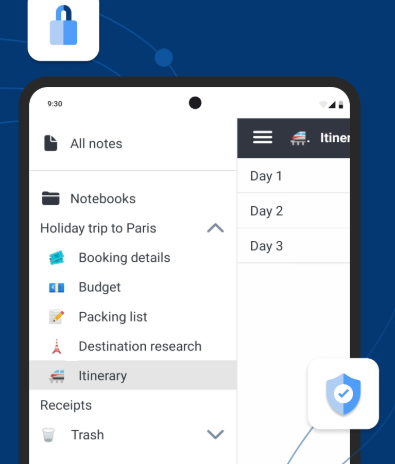 9:30
All notes
Itiner
Notebooks
Day 1
Day 2
Holiday trip to Paris
Day 3
Booking details
Budget
Packing list
Destination research
Itinerary
Receipts
Trash